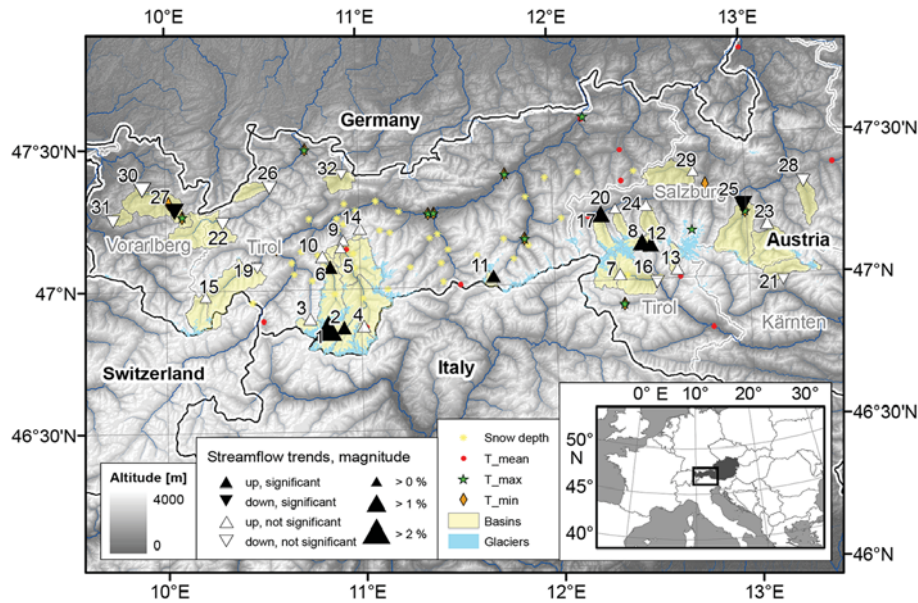 10°E 11°E 12°E 13°E
47°30'N
47°30'N
47°N
47°N
46°30'N
46°30'N
46°N
10°E 11°E 12°E 13°E
Germany
Switzerland
Italy
Austria
Vorarlberg
Tirol
Salzburg
Tirol
Kärnten
30
27
31
26
22
15
19
32
14
9
10
5
6
3
2
1
4
11
20
17
24
29
8
12
16
13
7
25
28
23
21
Altitude [m]
4000
0
Streamflow trends, magnitude
up, significant
down, significant
up, not significant
down, not significant
> 0 %
> 1 %
> 2 %
Snow depth
T_mean
T_max
T_min
Basins
Glaciers
0° E 10°E 20°E 30°E
50°
N
45°
40°